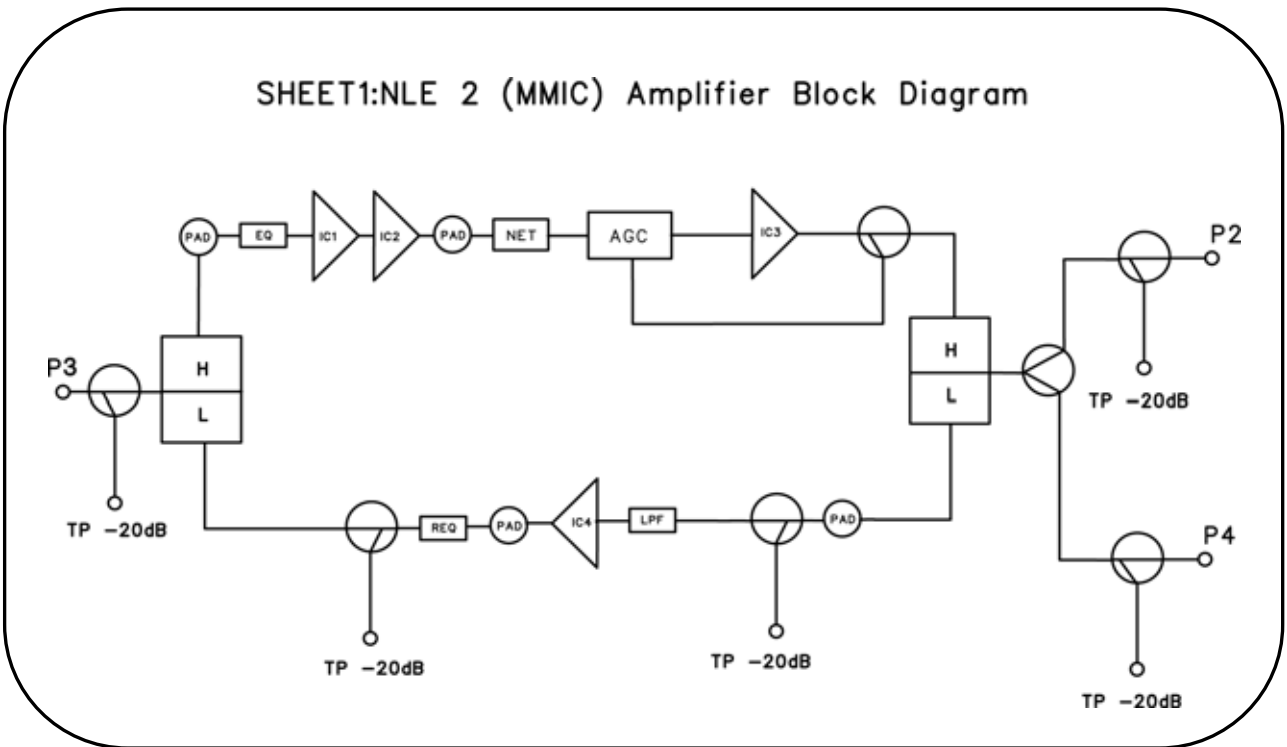 SHEET1:NLE 2 (MMIC) Amplifier Block Diagram
PAD
EQ
IC1
IC2
PAD
NET
AGC
IC3
P2
P3
H
L
H
L
TP -20dB
TP -20dB
REQ
PAD
IC4
LPF
PAD
P4
TP -20dB
TP -20dB
TP -20dB